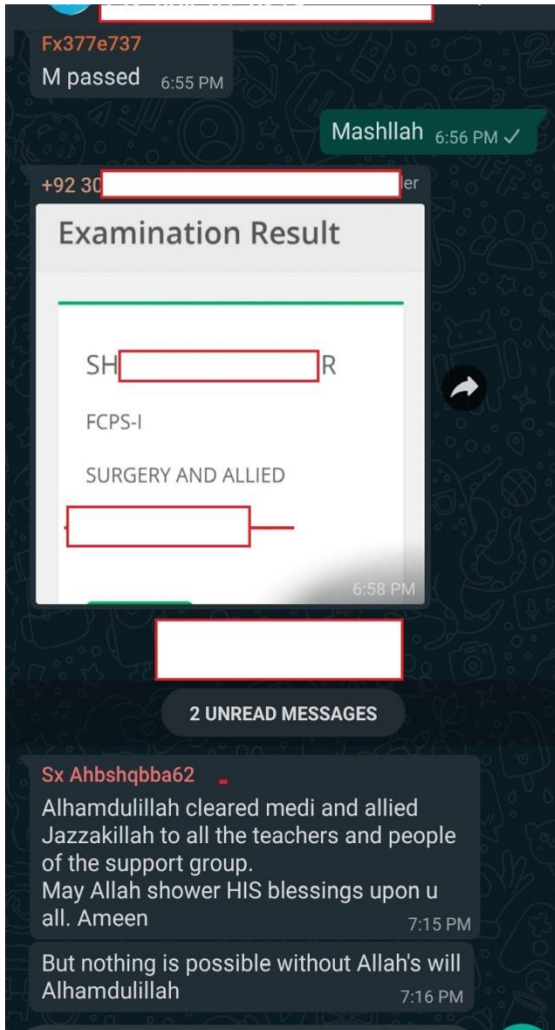 Fx377e737
M passed 6:55 PM
Mashllah 6:56 PM
+92 30
Examination Result
SH R
FCPS-I
SURGERY AND ALLIED
6:58 PM
2 UNREAD MESSAGES
Sx Ahbshqbba62
Alhamdulillah cleared medi and allied
Jazzakillah to all the teachers and people
of the support group.
May Allah shower HIS blessings upon u
all. Ameen 7:15 PM
But nothing is possible without Allah's will
Alhamdulillah 7:16 PM